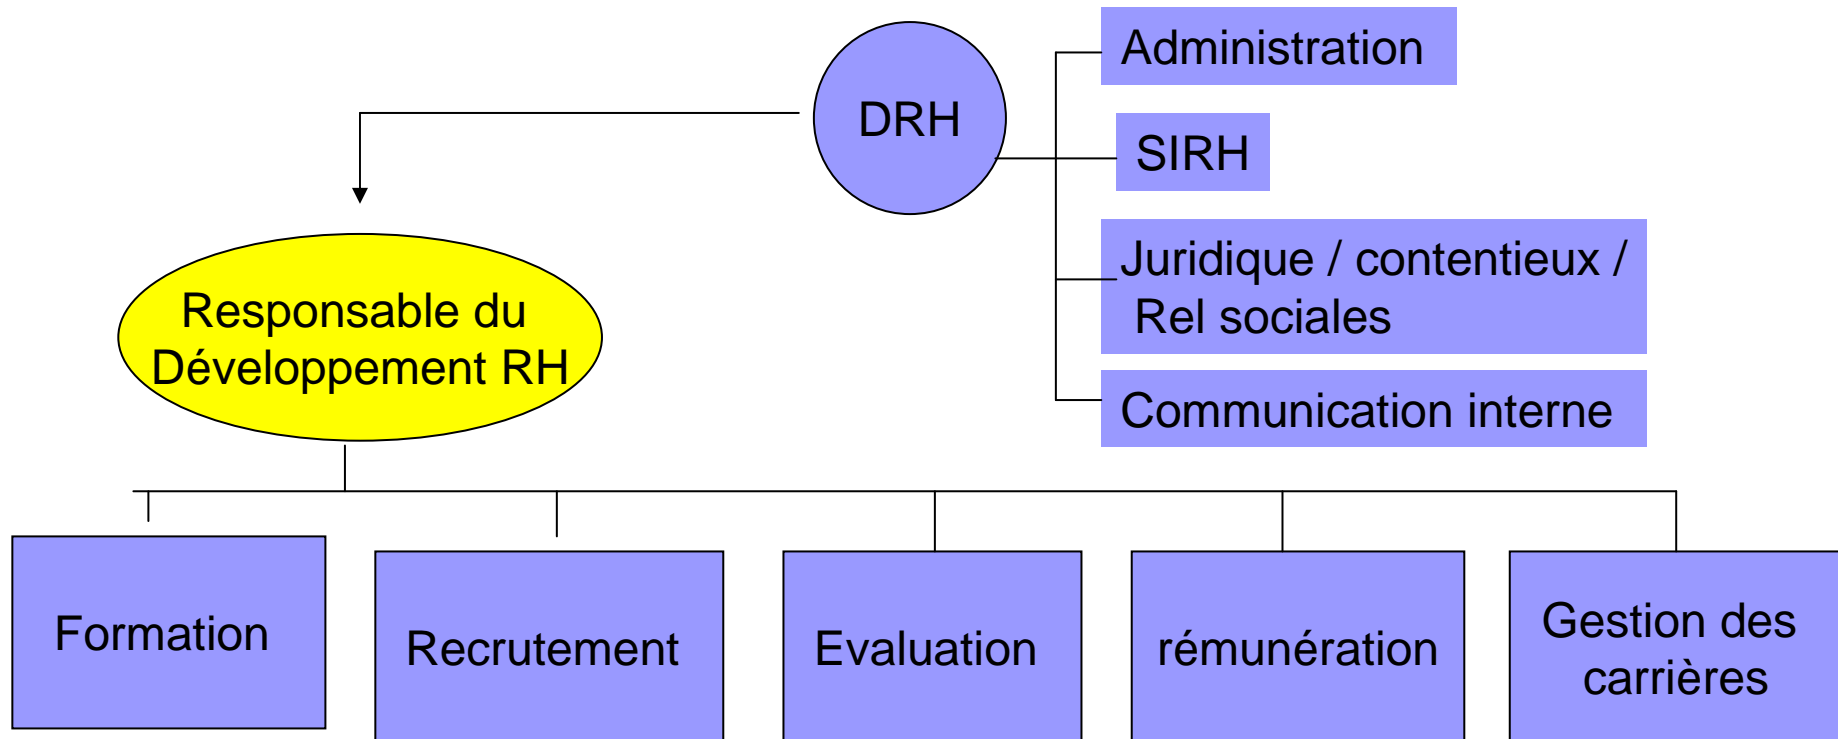 DRH
Administration
SIRH
Juridique / contentieux /
Rel sociales
Communication interne
Responsable du
Développement RH
Formation
Recrutement
Evaluation
rémunération
Gestion des
carrières